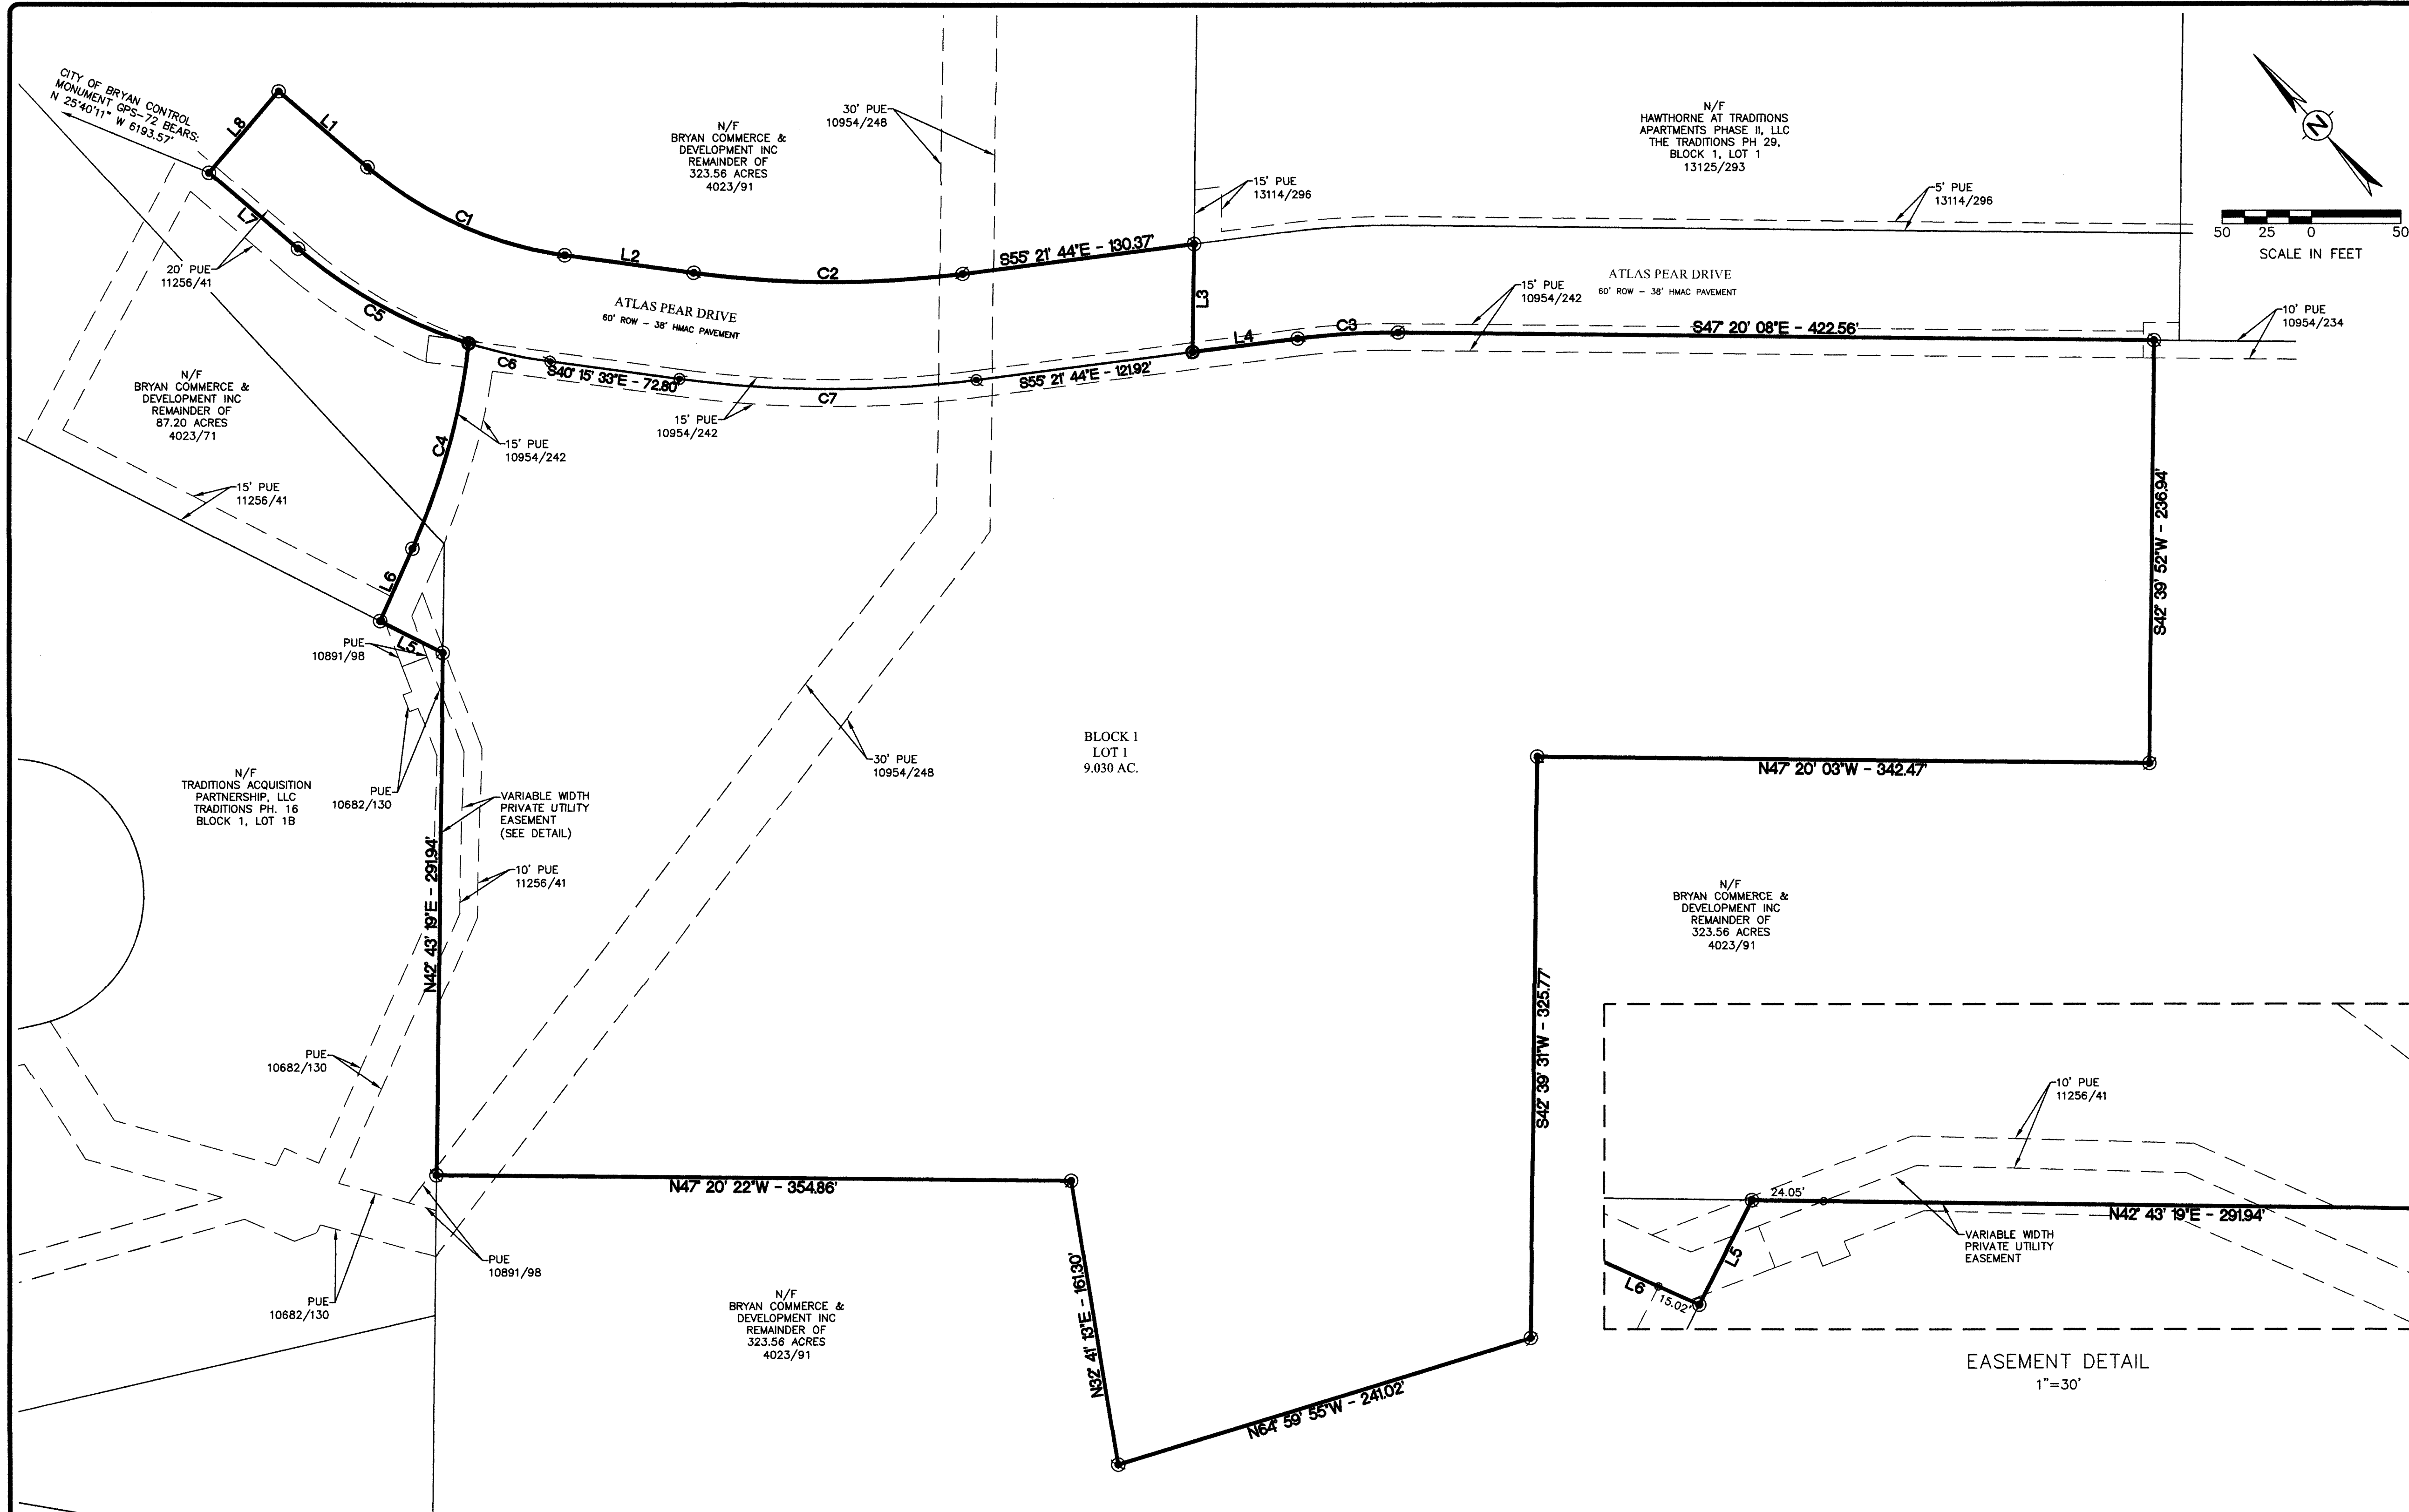 CITY OF BRYAN CONTROL
MONUMENT GPS-72 BEARS:
N 25°40'11" W 6193.57'
L8
L1
L7
C1
L2
C2
S55° 21' 44"E - 130.37'
L3
L4
C3
S47° 20' 08"E - 422.56'
C5
C6
S40° 15' 33"E - 72.80'
C7
S55° 21' 44"E - 121.92'
C4
L6
L5
N/F
BRYAN COMMERCE &
DEVELOPMENT INC
REMAINDER OF
323.56 ACRES
4023/91
30' PUE
10954/248
N/F
HAWTHORNE AT TRADITIONS
APARTMENTS PHASE II, LLC
THE TRADITIONS PH 29,
BLOCK 1, LOT 1
13125/293
15' PUE
13114/296
5' PUE
13114/296
N
50 25 0 50
SCALE IN FEET
20' PUE
11256/41
ATLAS PEAR DRIVE
60' ROW - 38' HMAC PAVEMENT
ATLAS PEAR DRIVE
60' ROW - 38' HMAC PAVEMENT
15' PUE
10954/242
10' PUE
10954/234
N/F
BRYAN COMMERCE &
DEVELOPMENT INC
REMAINDER OF
87.20 ACRES
4023/71
15' PUE
10954/242
15' PUE
10954/242
15' PUE
11256/41
S42° 39' 52"W - 236.94'
PUE
10891/98
BLOCK 1
LOT 1
9.030 AC.
30' PUE
10954/248
N47° 20' 03"W - 342.47'
N/F
TRADITIONS ACQUISITION
PARTNERSHIP, LLC
TRADITIONS PH. 16
BLOCK 1, LOT 1B
PUE
10682/130
VARIABLE WIDTH
PRIVATE UTILITY
EASEMENT
(SEE DETAIL)
10' PUE
11256/41
N42° 43' 19"E - 291.94'
N/F
BRYAN COMMERCE &
DEVELOPMENT INC
REMAINDER OF
323.56 ACRES
4023/91
S42° 39' 31"W - 325.77'
PUE
10682/130
N47° 20' 22"W - 354.86'
PUE
10891/98
PUE
10682/130
N/F
BRYAN COMMERCE &
DEVELOPMENT INC
REMAINDER OF
323.56 ACRES
4023/91
N32° 41' 13"E - 161.30'
N64° 59' 55"W - 241.02'
10' PUE
11256/41
24.05'
N42° 43' 19"E - 291.94'
L5
VARIABLE WIDTH
PRIVATE UTILITY
EASEMENT
L6
15.02'
EASEMENT DETAIL
1"=30'